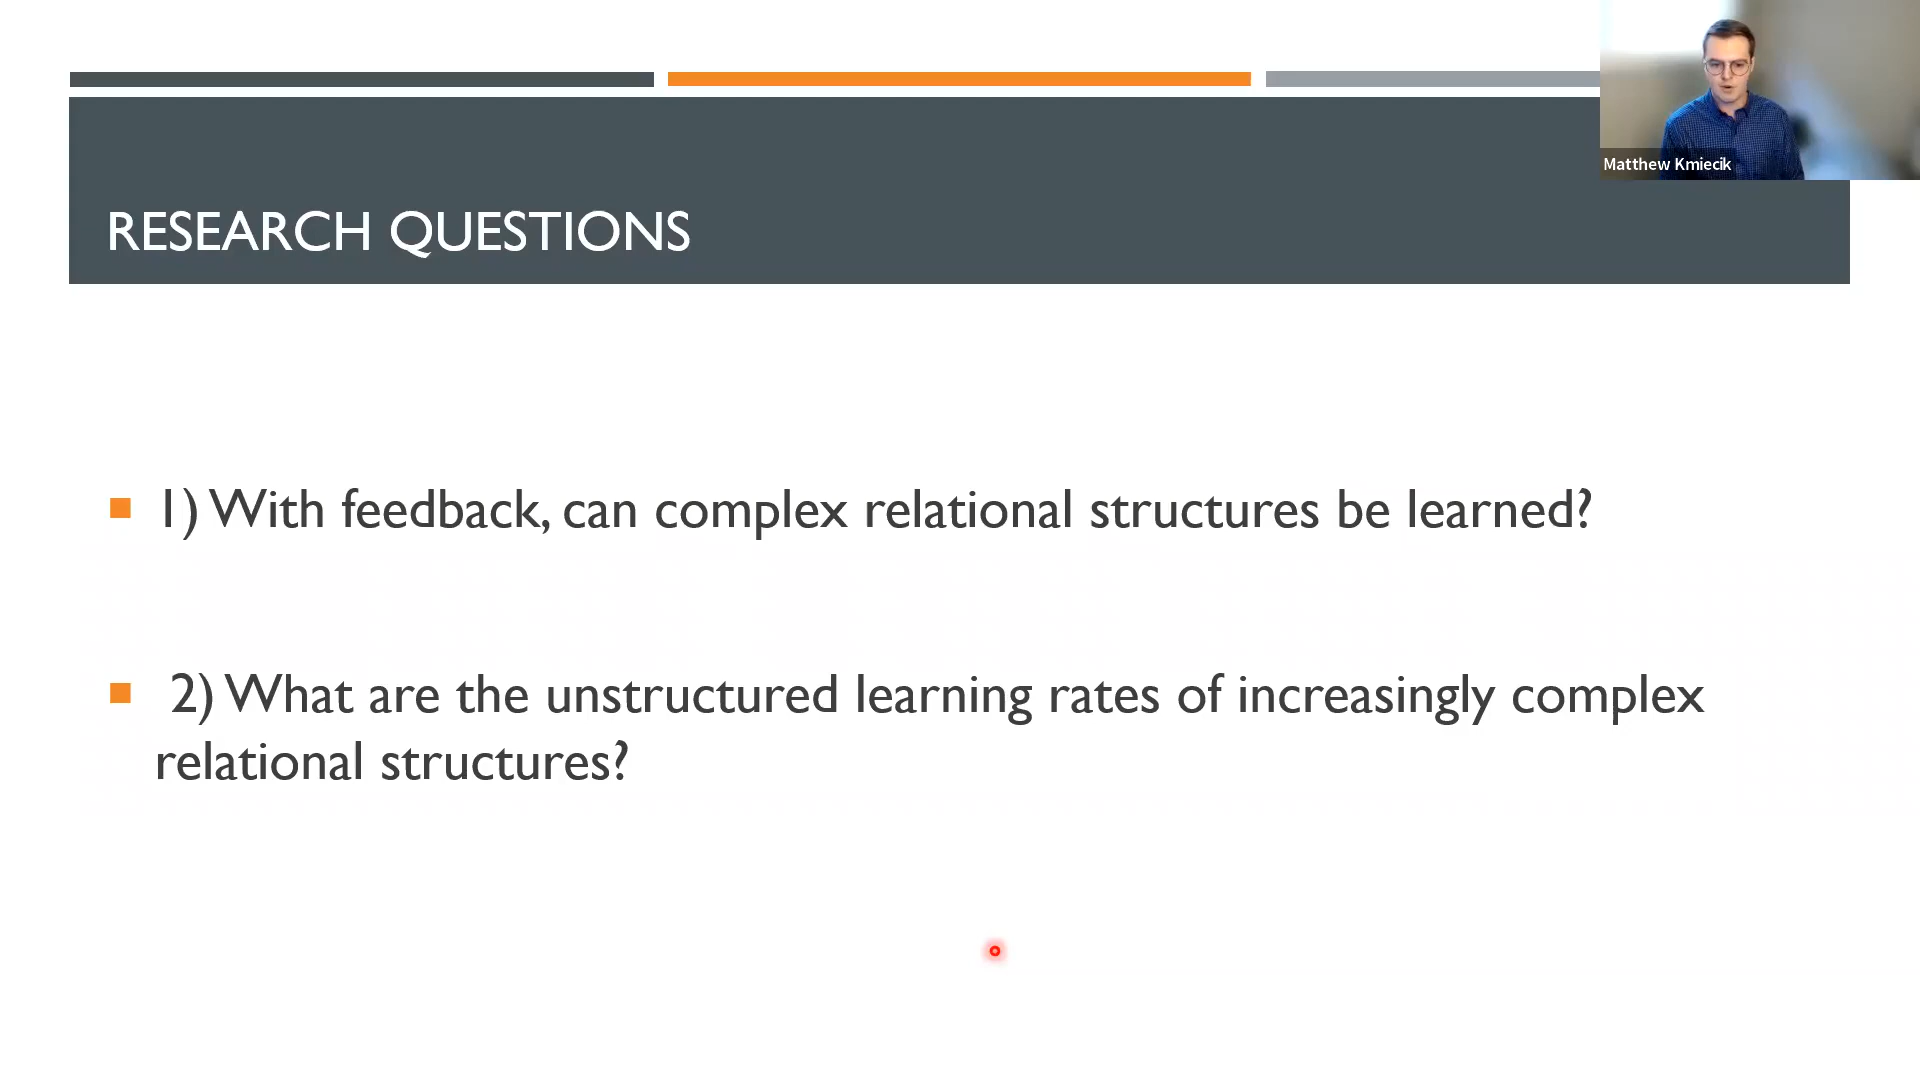 Matthew Kmiecik
RESEARCH QUESTIONS
1) With feedback, can complex relational structures be learned?
2) What are the unstructured learning rates of increasingly complex
relational structures?